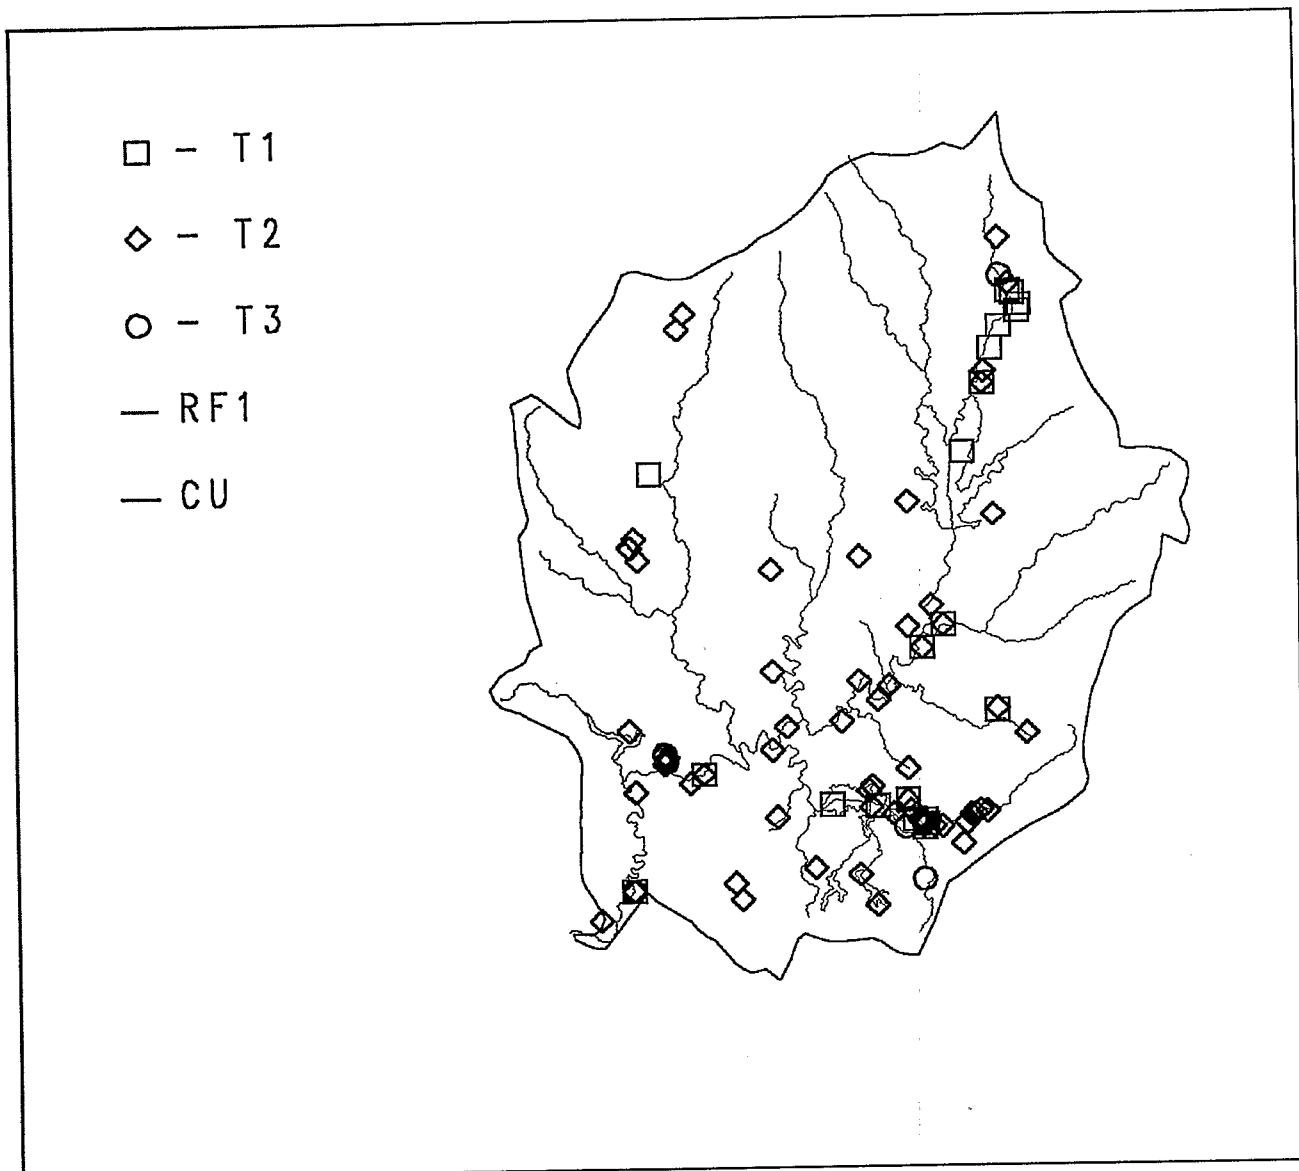 □ – T1
◇ – T2
○ – T3
— RF1
— CU